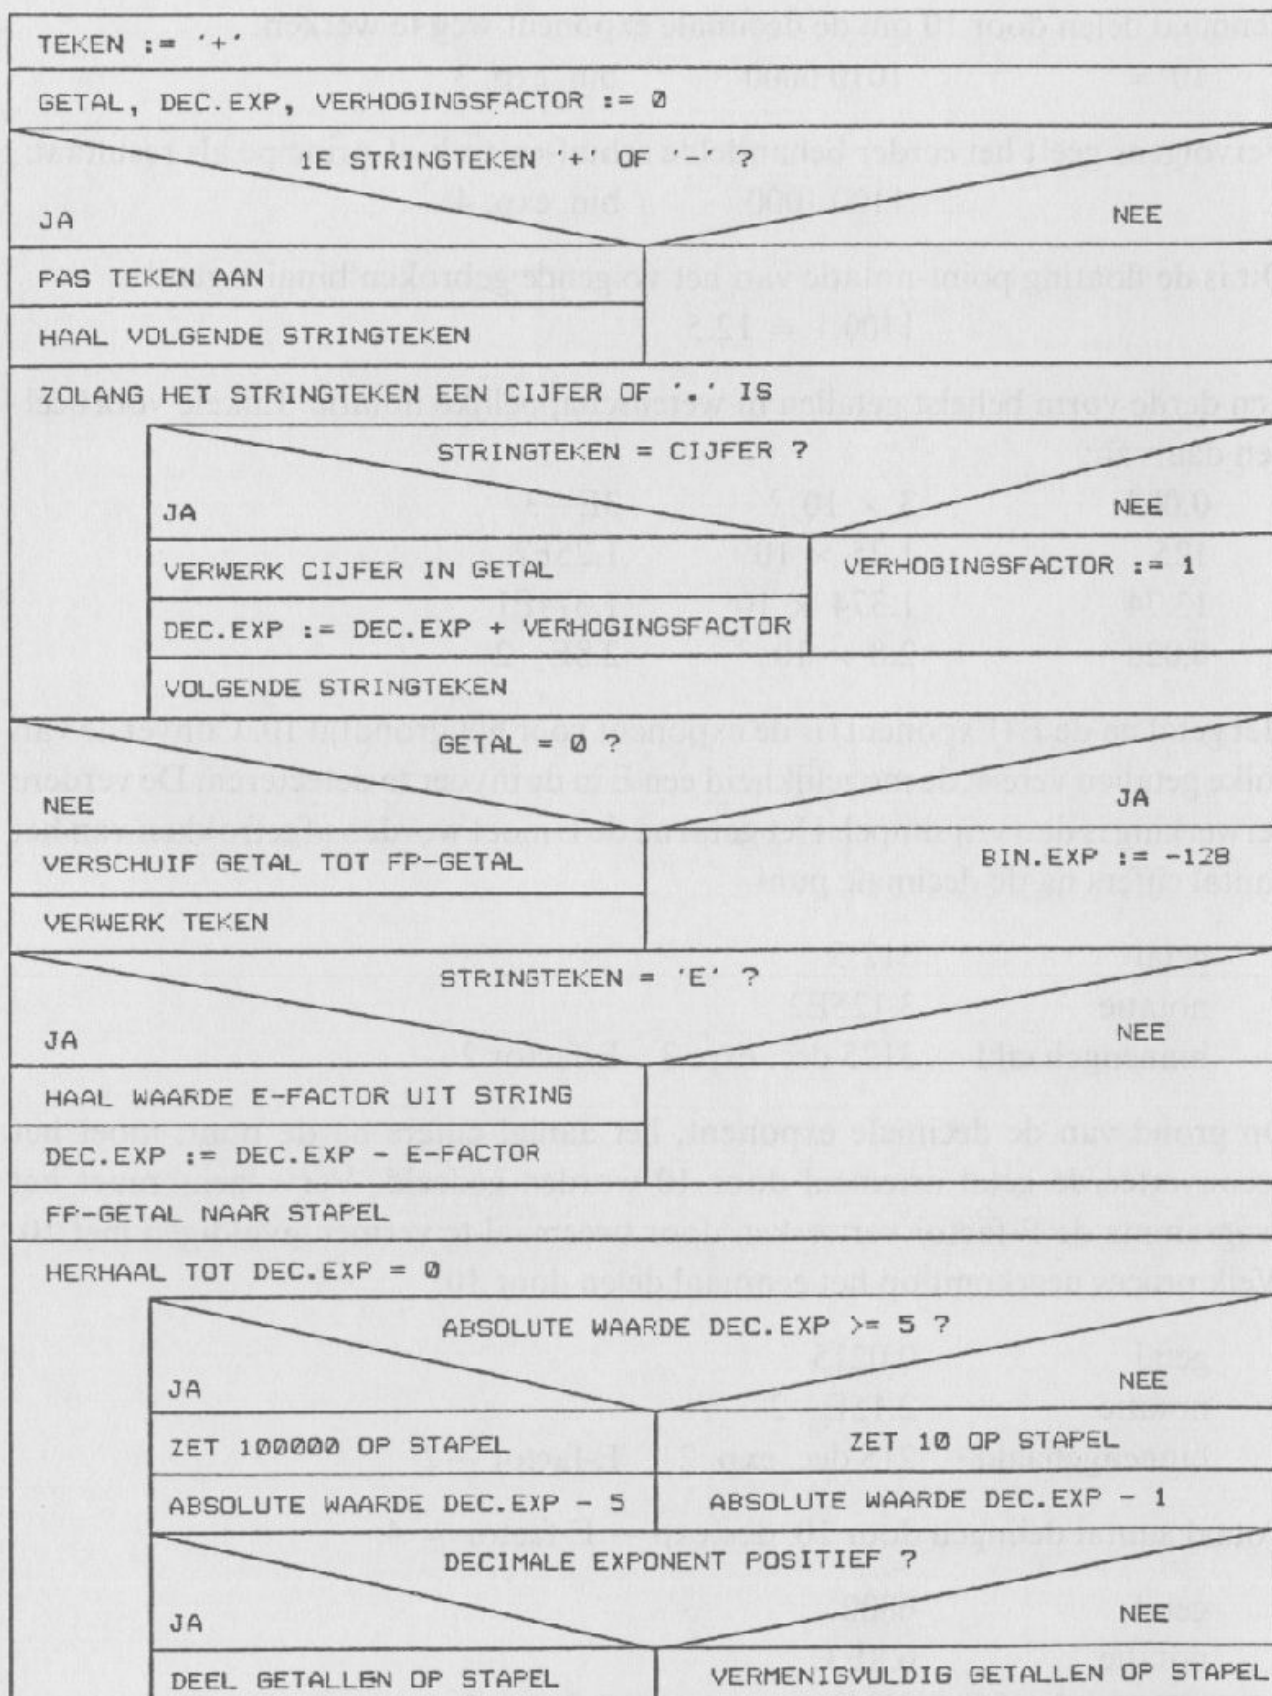 TEKEN := '+'
GETAL, DEC.EXP, VERHOGINGSFACTOR := 0
1E STRINGTEKEN '+' OF '-' ?
JA NEE
PAS TEKEN AAN
HAAL VOLGENDE STRINGTEKEN
ZOLANG HET STRINGTEKEN EEN CIJFER OF '.' IS
STRINGTEKEN = CIJFER ?
JA NEE
VERWERK CIJFER IN GETAL VERHOGINGSFACTOR := 1
DEC.EXP := DEC.EXP + VERHOGINGSFACTOR
VOLGENDE STRINGTEKEN
GETAL = 0 ?
NEE JA
VERSCHUIF GETAL TOT FP-GETAL BIN.EXP := -128
VERWERK TEKEN
STRINGTEKEN = 'E' ?
JA NEE
HAAL WAARDE E-FACTOR UIT STRING
DEC.EXP := DEC.EXP - E-FACTOR
FP-GETAL NAAR STAPEL
HERHAAL TOT DEC.EXP = 0
ABSOLUTE WAARDE DEC.EXP >= 5 ?
JA NEE
ZET 100000 OP STAPEL ZET 10 OP STAPEL
ABSOLUTE WAARDE DEC.EXP - 5 ABSOLUTE WAARDE DEC.EXP - 1
DECIMALE EXPONENT POSITIEF ?
JA NEE
DEEL GETALLEN OP STAPEL VERMENIGVULDIG GETALLEN OP STAPEL